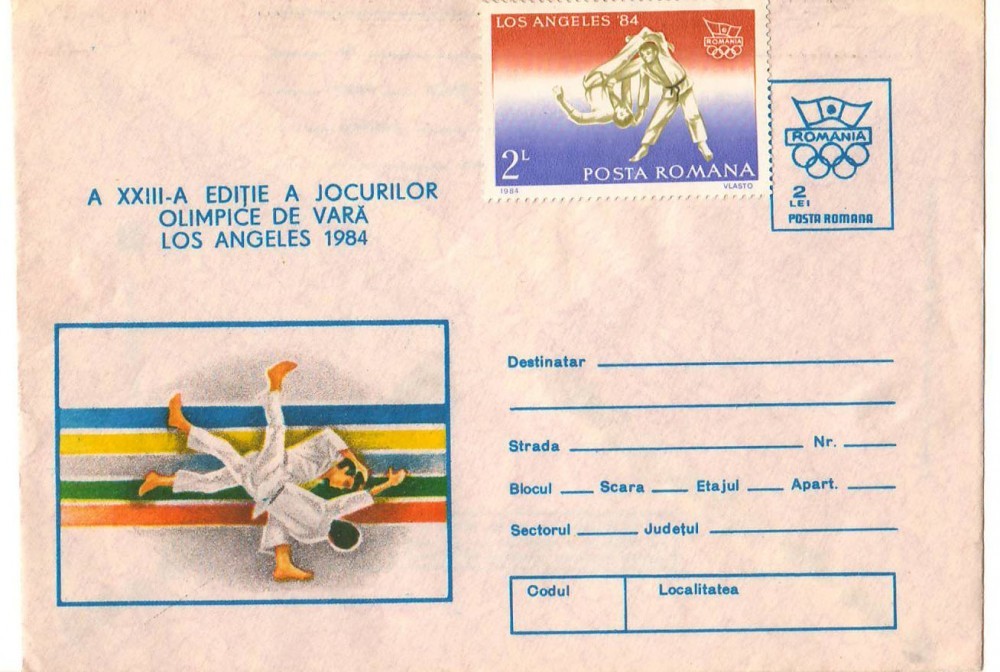 LOS ANGELES '84
ROMANIA
2L
POSTA ROMANA
1984
VLASTO
ROMANIA
2
LEI
POSTA ROMANA
A XXIII-A EDIȚIE A JOCURILOR
OLIMPICE DE VARĂ
LOS ANGELES 1984
Destinatar
Strada Nr.
Blocul Scara Etajul Apart.
Sectorul Județul
Codul Localitatea